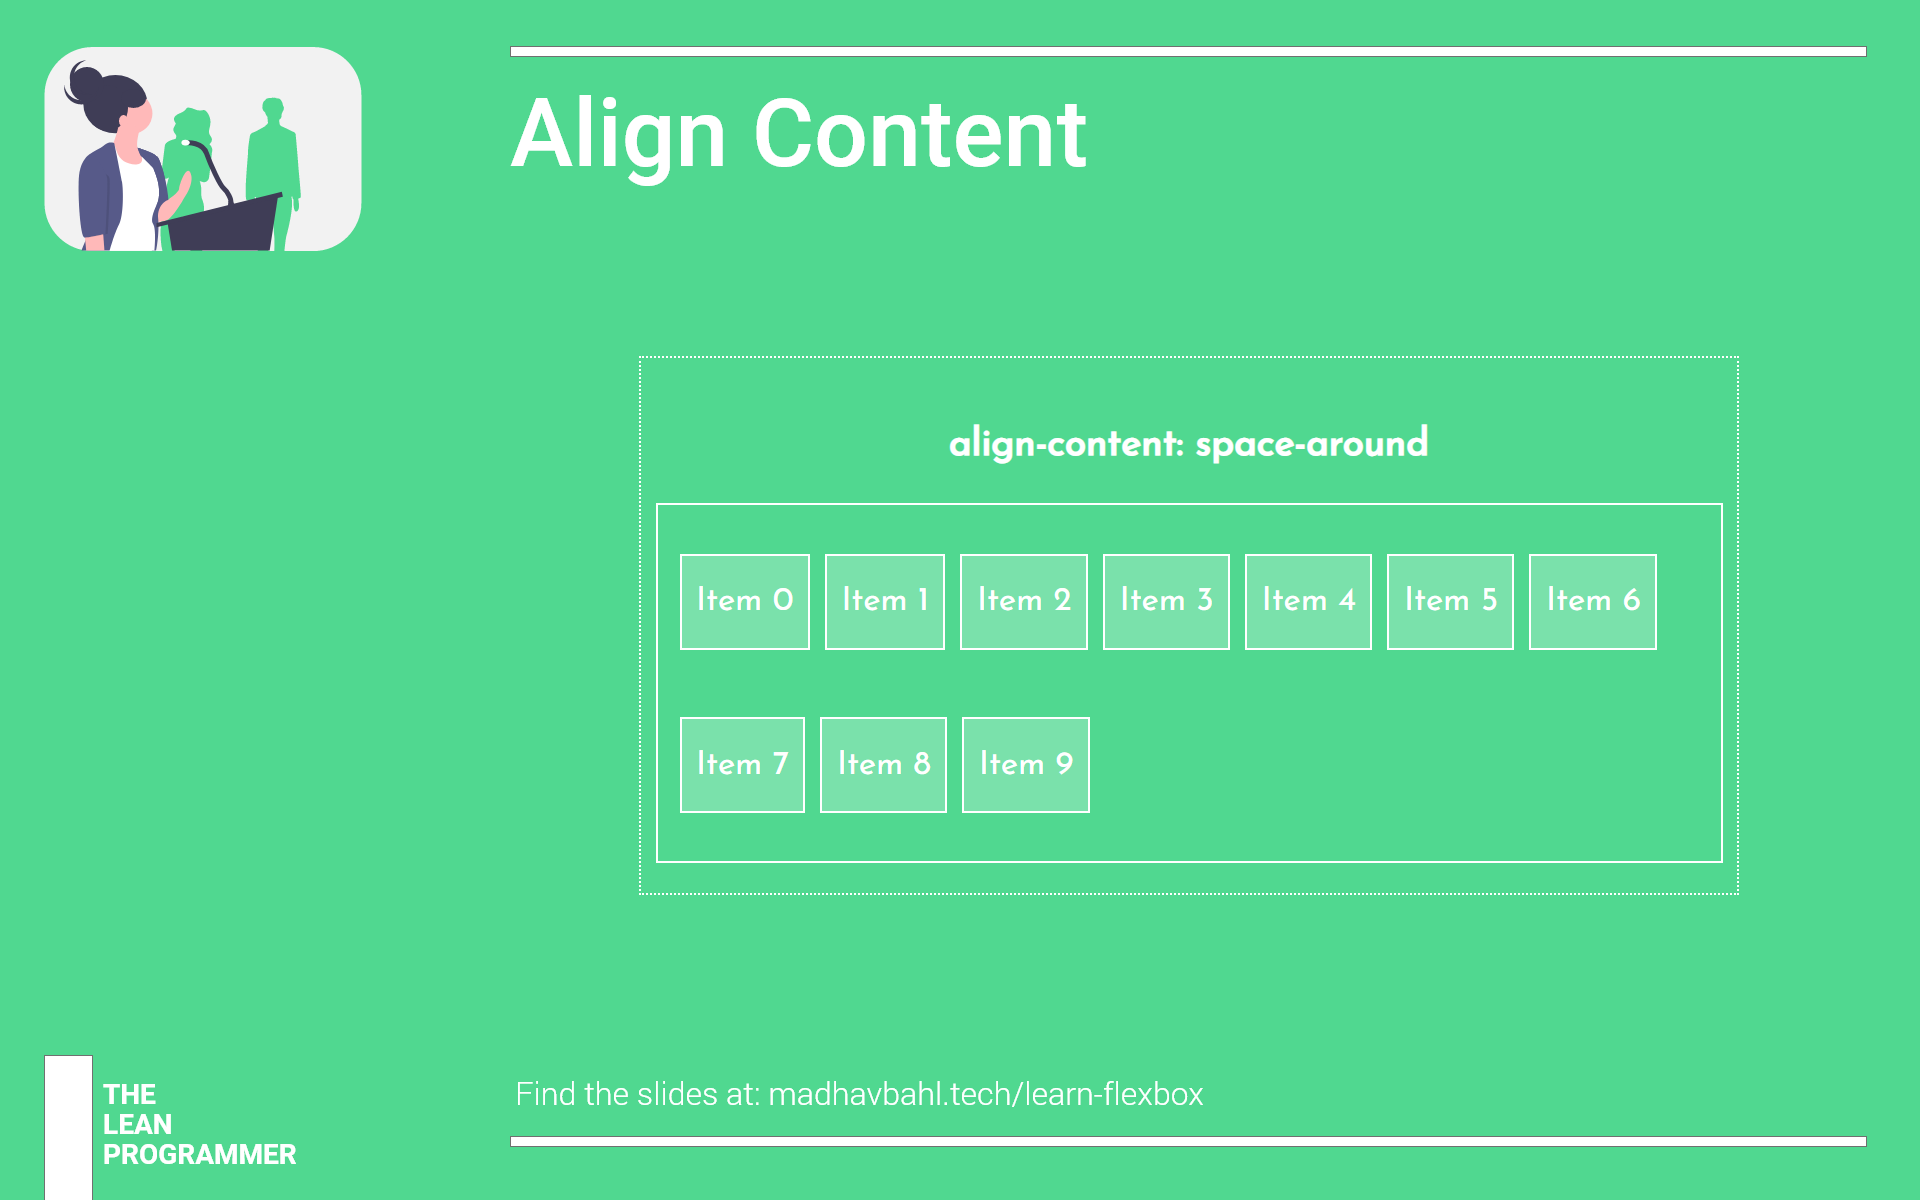 Align Content
align-content: space-around
Item 0 Item 1 Item 2 Item 3 Item 4 Item 5 Item 6
Item 7 Item 8 Item 9
Find the slides at: madhavbahl.tech/learn-flexbox
THE
LEAN
PROGRAMMER